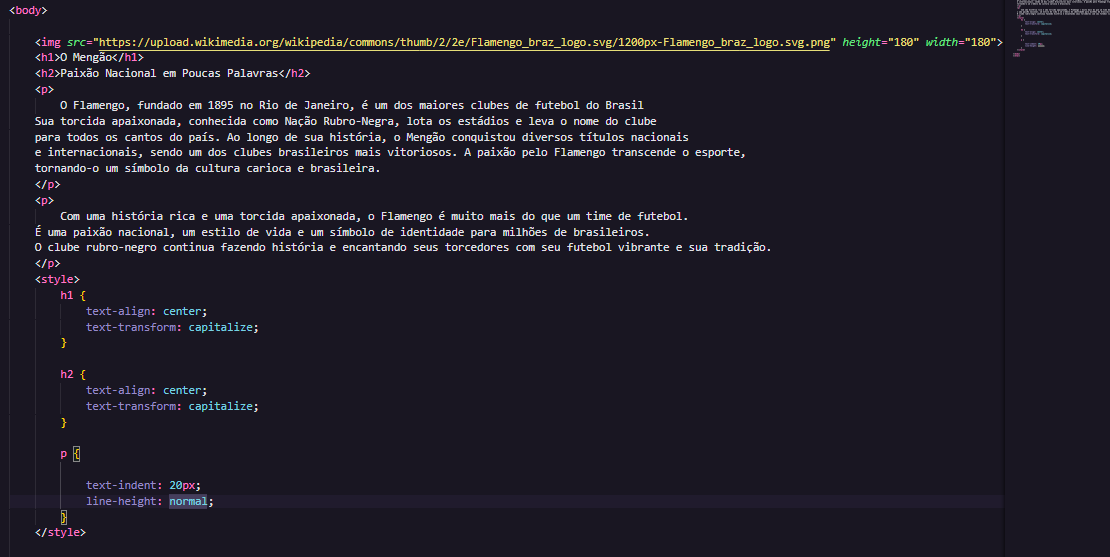 <body>
<img src="https://upload.wikimedia.org/wikipedia/commons/thumb/2/2e/Flamengo_braz_logo.svg/1200px-Flamengo_braz_logo.svg.png" height="180" width="180">
<h1>O Mengão</h1>
<h2>Paixão Nacional em Poucas Palavras</h2>
<p>
O Flamengo, fundado em 1895 no Rio de Janeiro, é um dos maiores clubes de futebol do Brasil
Sua torcida apaixonada, conhecida como Nação Rubro-Negra, lota os estádios e leva o nome do clube
para todos os cantos do país. Ao longo de sua história, o Mengão conquistou diversos títulos nacionais
e internacionais, sendo um dos clubes brasileiros mais vitoriosos. A paixão pelo Flamengo transcende o esporte,
tornando-o um símbolo da cultura carioca e brasileira.
</p>
<p>
Com uma história rica e uma torcida apaixonada, o Flamengo é muito mais do que um time de futebol.
É uma paixão nacional, um estilo de vida e um símbolo de identidade para milhões de brasileiros.
O clube rubro-negro continua fazendo história e encantando seus torcedores com seu futebol vibrante e sua tradição.
</p>
<style>
h1 {
text-align: center;
text-transform: capitalize;
}
h2 {
text-align: center;
text-transform: capitalize;
}
p {
text-indent: 20px;
line-height: normal;
}
</style>